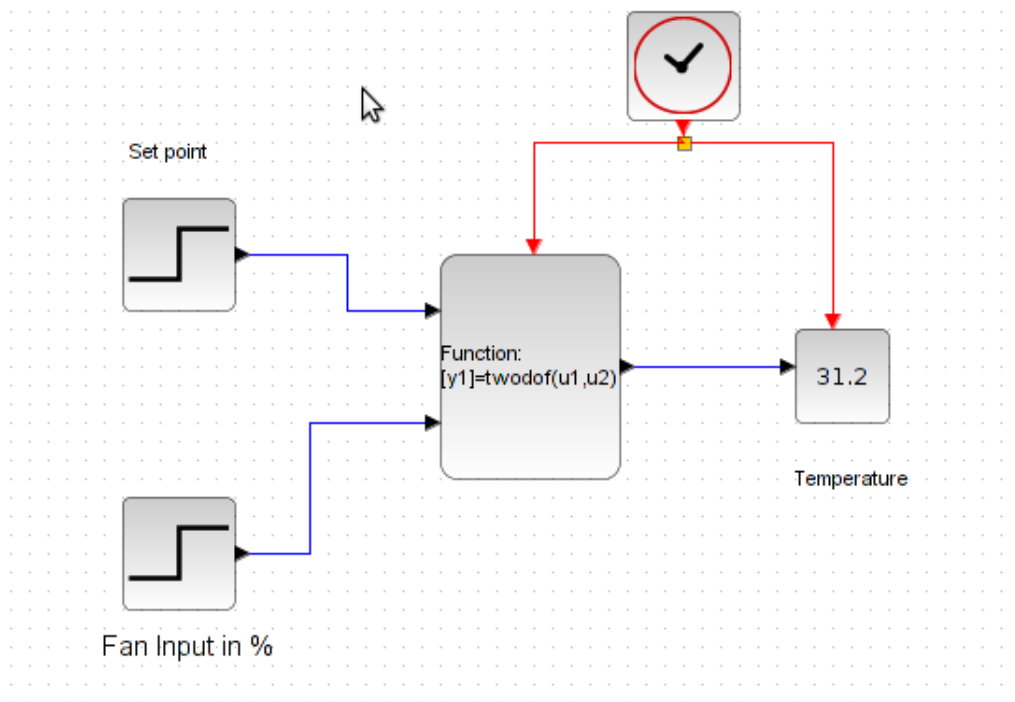 Set point
Function:
[y1]=twodof(u1,u2)
31.2
Temperature
Fan Input in %